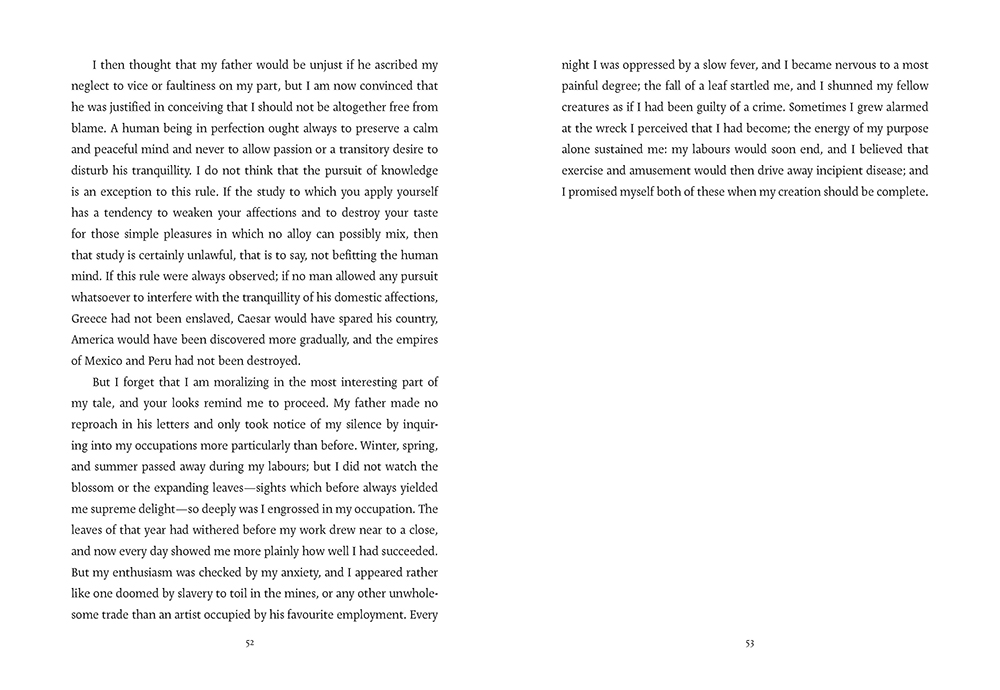 I then thought that my father would be unjust if he ascribed my
neglect to vice or faultiness on my part, but I am now convinced that
he was justified in conceiving that I should not be altogether free from
blame. A human being in perfection ought always to preserve a calm
and peaceful mind and never to allow passion or a transitory desire to
disturb his tranquillity. I do not think that the pursuit of knowledge
is an exception to this rule. If the study to which you apply yourself
has a tendency to weaken your affections and to destroy your taste
for those simple pleasures in which no alloy can possibly mix, then
that study is certainly unlawful, that is to say, not befitting the human
mind. If this rule were always observed; if no man allowed any pursuit
whatsoever to interfere with the tranquillity of his domestic affections,
Greece had not been enslaved, Caesar would have spared his country,
America would have been discovered more gradually, and the empires
of Mexico and Peru had not been destroyed.
But I forget that I am moralizing in the most interesting part of
my tale, and your looks remind me to proceed. My father made no
reproach in his letters and only took notice of my silence by inquir-
ing into my occupations more particularly than before. Winter, spring,
and summer passed away during my labours; but I did not watch the
blossom or the expanding leaves—sights which before always yielded
me supreme delight—so deeply was I engrossed in my occupation. The
leaves of that year had withered before my work drew near to a close,
and now every day showed me more plainly how well I had succeeded.
But my enthusiasm was checked by my anxiety, and I appeared rather
like one doomed by slavery to toil in the mines, or any other unwhole-
some trade than an artist occupied by his favourite employment. Every
52
night I was oppressed by a slow fever, and I became nervous to a most
painful degree; the fall of a leaf startled me, and I shunned my fellow
creatures as if I had been guilty of a crime. Sometimes I grew alarmed
at the wreck I perceived that I had become; the energy of my purpose
alone sustained me: my labours would soon end, and I believed that
exercise and amusement would then drive away incipient disease; and
I promised myself both of these when my creation should be complete.
53